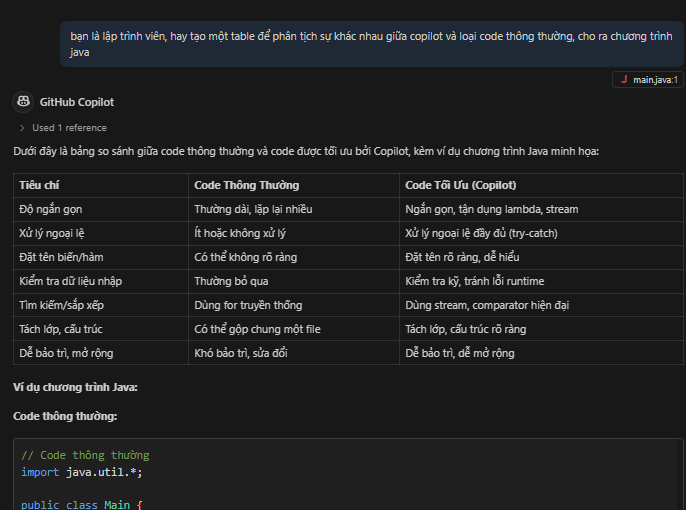 bạn là lập trình viên, hay tạo một table để phân tịch sự khác nhau giữa copilot và loại code thông thường, cho ra chương trình
java
J main.java:1
GitHub Copilot
Used 1 reference
Dưới đây là bảng so sánh giữa code thông thường và code được tối ưu bởi Copilot, kèm ví dụ chương trình Java minh họa:
Tiêu chí Code Thông Thường Code Tối Ưu (Copilot)
Độ ngắn gọn Thường dài, lặp lại nhiều Ngắn gọn, tận dụng lambda, stream
Xử lý ngoại lệ Ít hoặc không xử lý Xử lý ngoại lệ đầy đủ (try-catch)
Đặt tên biến/hàm Có thể không rõ ràng Đặt tên rõ ràng, dễ hiểu
Kiểm tra dữ liệu nhập Thường bỏ qua Kiểm tra kỹ, tránh lỗi runtime
Tìm kiếm/sắp xếp Dùng for truyền thống Dùng stream, comparator hiện đại
Tách lớp, cấu trúc Có thể gộp chung một file Tách lớp, cấu trúc rõ ràng
Dễ bảo trì, mở rộng Khó bảo trì, sửa đổi Dễ bảo trì, dễ mở rộng
Ví dụ chương trình Java:
Code thông thường:
// Code thông thường
import java.util.*;
public class Main {